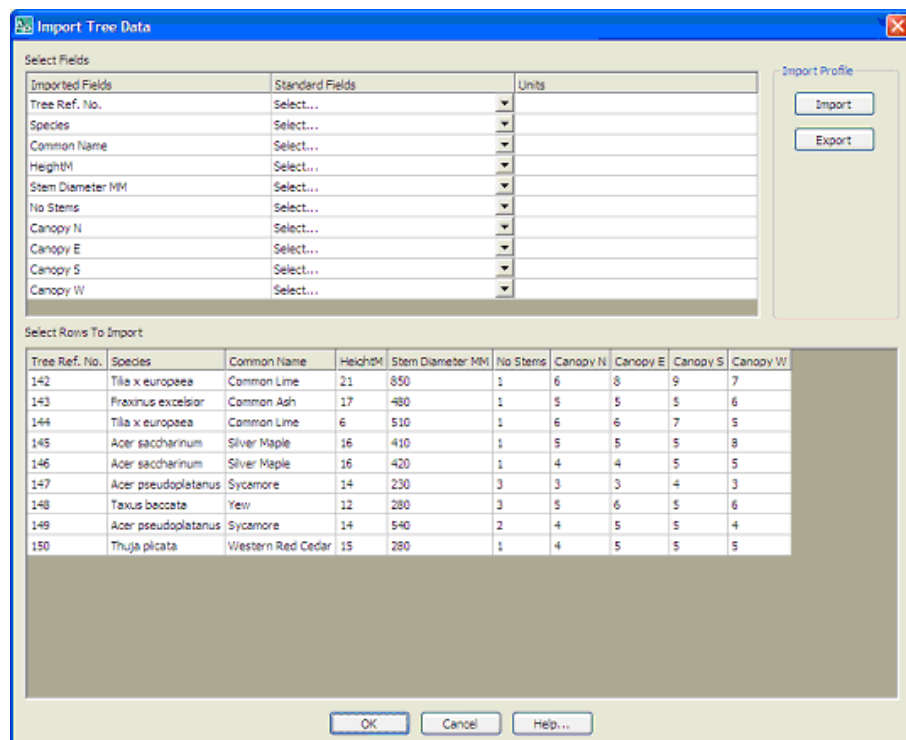 Import Tree Data
Select Fields
Imported Fields Standard Fields Units
Tree Ref. No. Select...
Species Select...
Common Name Select...
HeightM Select...
Stem Diameter MM Select...
No Stems Select...
Canopy N Select...
Canopy E Select...
Canopy S Select...
Canopy W Select...
Import Profile
Import
Export
Select Rows To Import
Tree Ref. No. Species Common Name HeightM Stem Diameter MM No Stems Canopy N Canopy E Canopy S Canopy W
142 Tilia x europaea Common Lime 21 850 1 6 8 9 7
143 Fraxinus excelsior Common Ash 17 480 1 5 5 5 6
144 Tilia x europaea Common Lime 6 510 1 6 6 7 5
145 Acer saccharinum Silver Maple 16 410 1 5 5 5 8
146 Acer saccharinum Silver Maple 16 420 1 4 4 5 5
147 Acer pseudoplatanus Sycamore 14 230 3 3 3 4 3
148 Taxus baccata Yew 12 280 3 5 6 5 6
149 Acer pseudoplatanus Sycamore 14 540 2 4 5 5 4
150 Thuja plicata Western Red Cedar 15 280 1 4 5 5 5
OK Cancel Help...